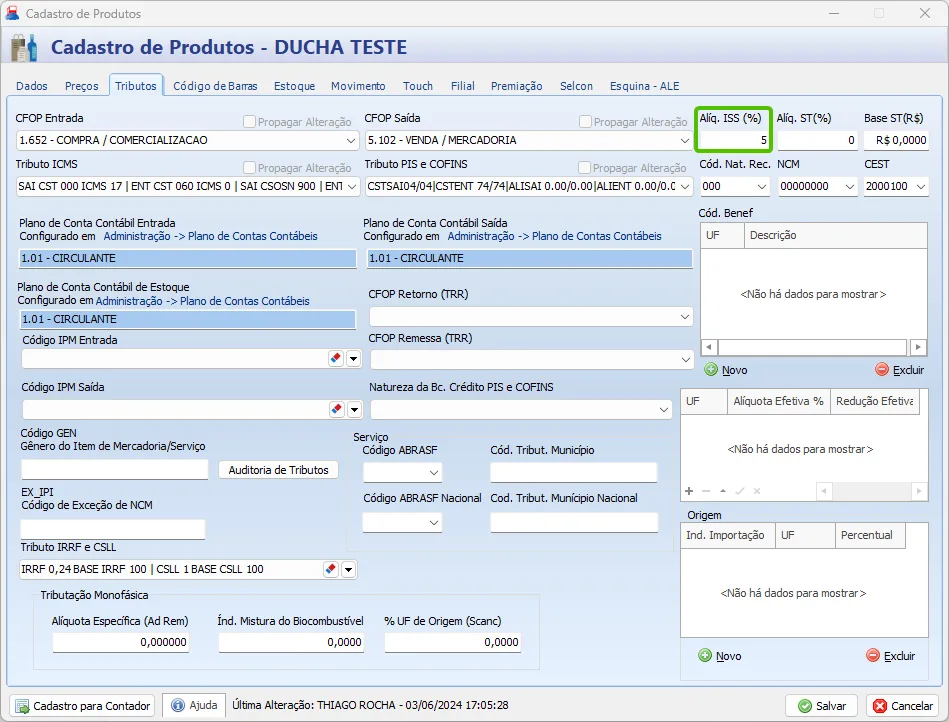 Cadastro de Produtos
Cadastro de Produtos - DUCHA TESTE
Dados Preços Tributos Código de Barras Estoque Movimento Touch Filial Premiação Selcon Esquina - ALE
CFOP Entrada Propagar Alteração CFOP Saída Propagar Alteração Alíq. ISS (%) Alíq. ST(%) Base ST(R$)
1.652 - COMPRA / COMERCIALIZACAO 5.102 - VENDA / MERCADORIA 5 0 R$ 0,0000
Tributo ICMS Propagar Alteração Tributo PIS e COFINS Propagar Alteração Cód. Nat. Rec. NCM CEST
SAI CST 000 ICMS 17 | ENT CST 060 ICMS 0 | SAI CSOSN 900 | ENT CSTSAI04/04|CSTENT 74/74|ALISAI 0.00/0.00|ALIENT 0.00/0.0 000 00000000 2000100
Plano de Conta Contábil Entrada Plano de Conta Contábil Saída Cód. Benef
Configurado em Administração -> Plano de Contas Contábeis Configurado em Administração -> Plano de Contas Contábeis UF Descrição
1.01 - CIRCULANTE 1.01 - CIRCULANTE
Plano de Conta Contábil de Estoque CFOP Retorno (TRR) <Não há dados para mostrar>
Configurado em Administração -> Plano de Contas Contábeis
1.01 - CIRCULANTE
Código IPM Entrada CFOP Remessa (TRR)
Novo Excluir
Código IPM Saída Natureza da Bc. Crédito PIS e COFINS
UF Alíquota Efetiva % Redução Efetiva
Código GEN Serviço
Gênero do Item de Mercadoria/Serviço Código ABRASF Cód. Tribut. Município <Não há dados para mostrar>
Auditoria de Tributos
EX_IPI Código ABRASF Nacional Cod. Tribut. Município Nacional
Código de Exceção de NCM
Origem
Ind. Importação UF Percentual
Tributo IRRF e CSLL
IRRF 0,24 BASE IRRF 100 | CSLL 1 BASE CSLL 100
<Não há dados para mostrar>
Tributação Monofásica
Alíquota Específica (Ad Rem) Índ. Mistura do Biocombustível % UF de Origem (Scanc)
0,000000 0,0000 0,0000
Novo Excluir
Cadastro para Contador Ajuda Última Alteração: THIAGO ROCHA - 03/06/2024 17:05:28 Salvar Cancelar